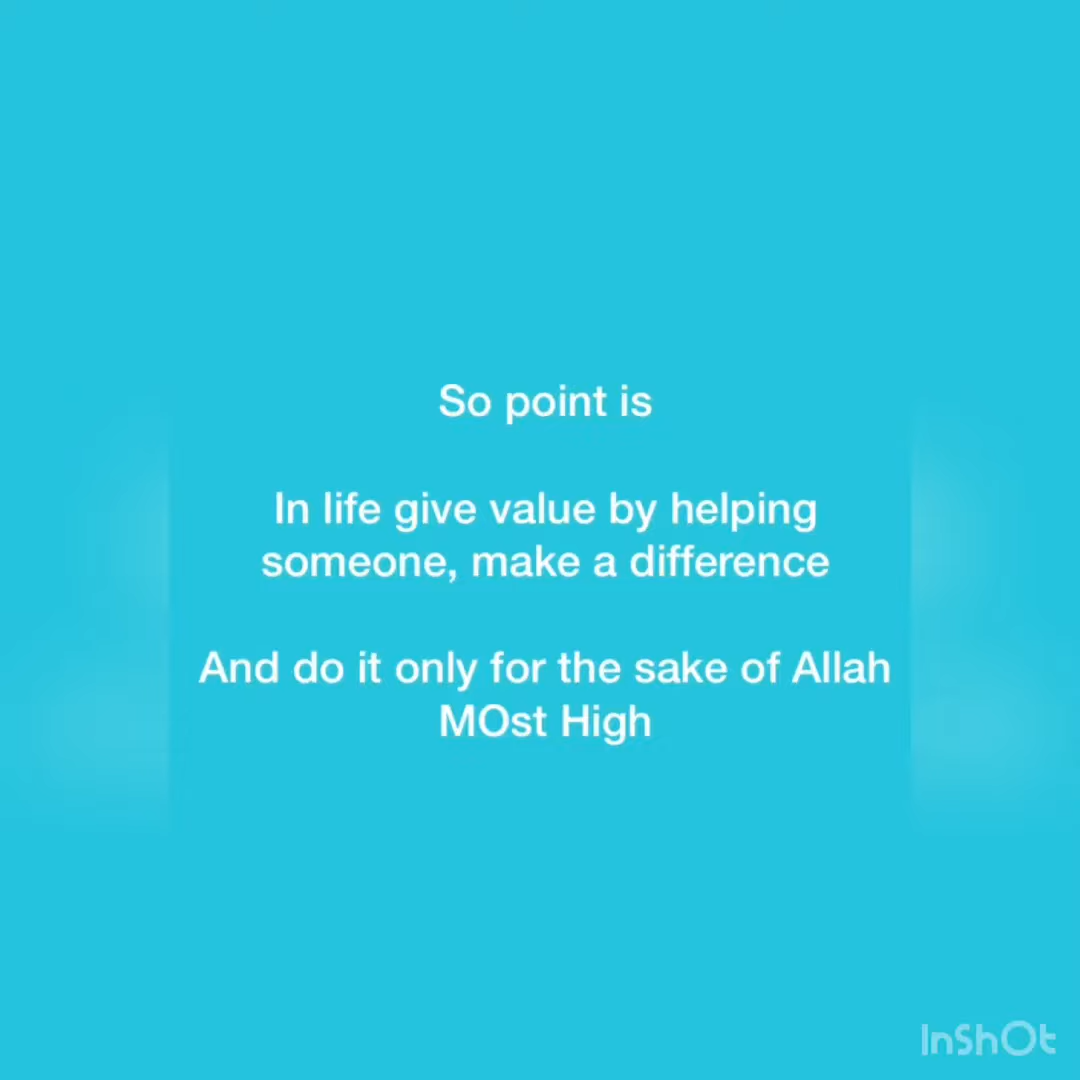 So point is
In life give value by helping
someone, make a difference
And do it only for the sake of Allah
MOst High
InShOt